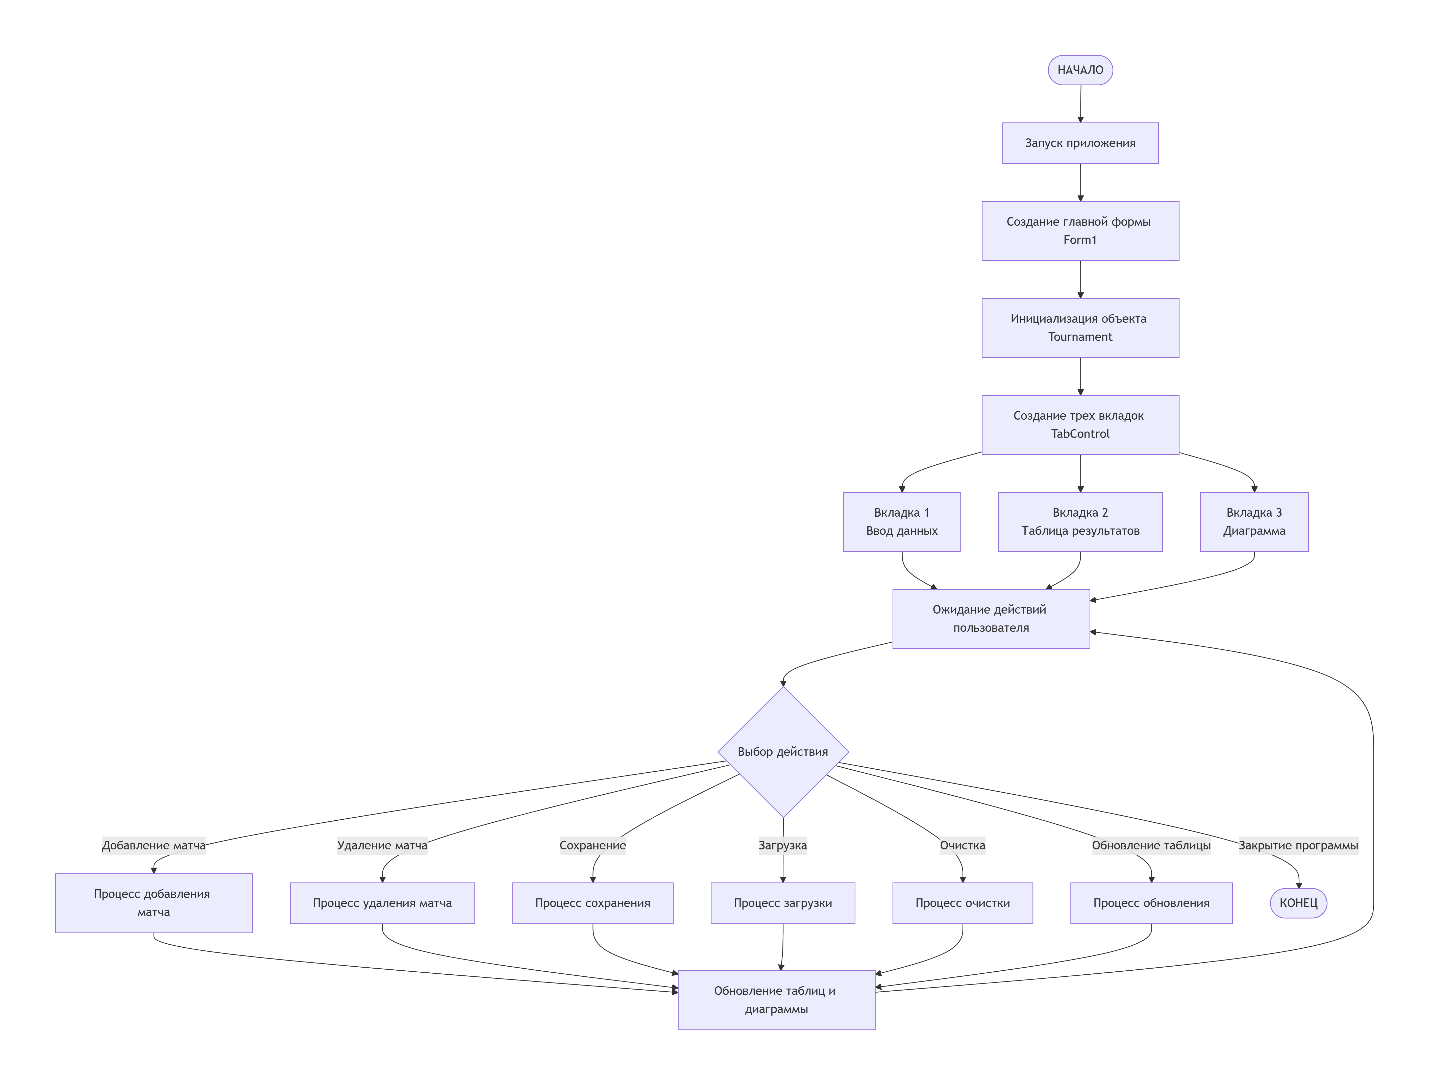 НАЧАЛО
Запуск приложения
Создание главной формы
Form1
Инициализация объекта
Tournament
Создание трех вкладок
TabControl
Вкладка 1
Ввод данных
Вкладка 2
Таблица результатов
Вкладка 3
Диаграмма
Ожидание действий
пользователя
Выбор действия
Добавление матча
Удаление матча
Сохранение
Загрузка
Очистка
Обновление таблицы
Закрытие программы
Процесс добавления
матча
Процесс удаления матча
Процесс сохранения
Процесс загрузки
Процесс очистки
Процесс обновления
КОНЕЦ
Обновление таблиц и
диаграммы